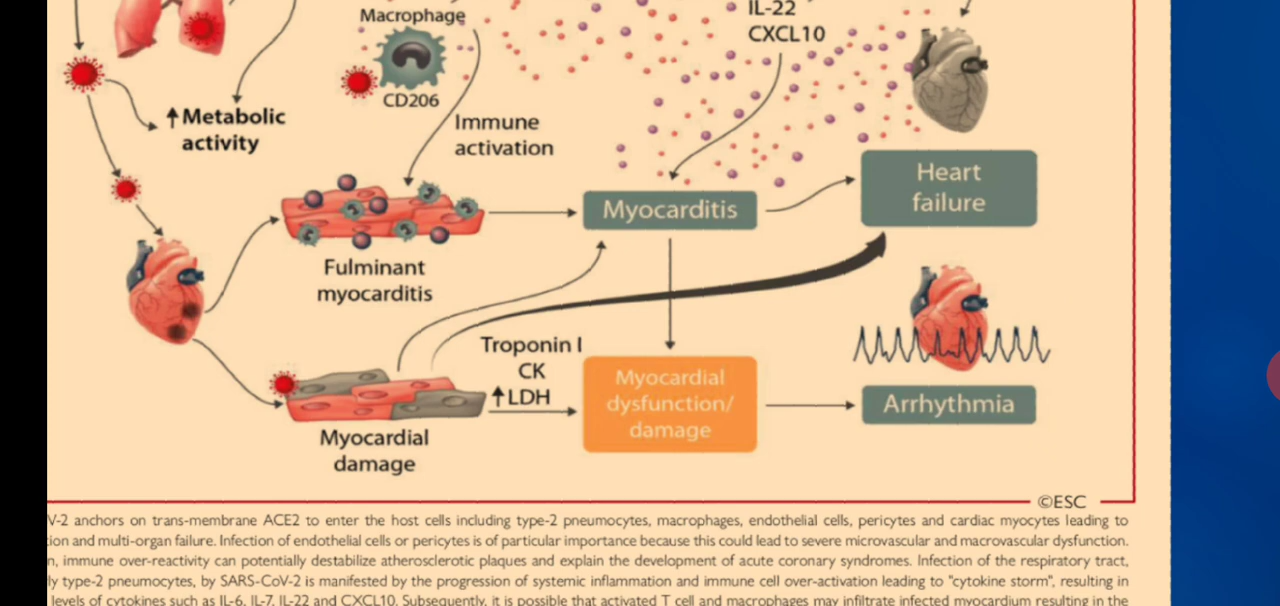 Macrophage
IL-22
CXCL10
CD206
↑Metabolic
activity
Immune
activation
Heart
failure
Myocarditis
Fulminant
myocarditis
Troponin I
CK
↑LDH
Myocardial
dysfunction/
damage
Arrhythmia
Myocardial
damage
©ESC
V-2 anchors on trans-membrane ACE2 to enter the host cells including type-2 pneumocytes, macrophages, endothelial cells, pericytes and cardiac myocytes leading to
ion and multi-organ failure. Infection of endothelial cells or pericytes is of particular importance because this could lead to severe microvascular and macrovascular dysfunction.
n, immune over-reactivity can potentially destabilize atherosclerotic plaques and explain the development of acute coronary syndromes. Infection of the respiratory tract,
ly type-2 pneumocytes, by SARS-CoV-2 is manifested by the progression of systemic inflammation and immune cell over-activation leading to "cytokine storm", resulting in
levels of cytokines such as IL-6, IL-7, IL-22 and CXCL10. Subsequently, it is possible that activated T cell and macrophages may infiltrate infected myocardium resulting in the